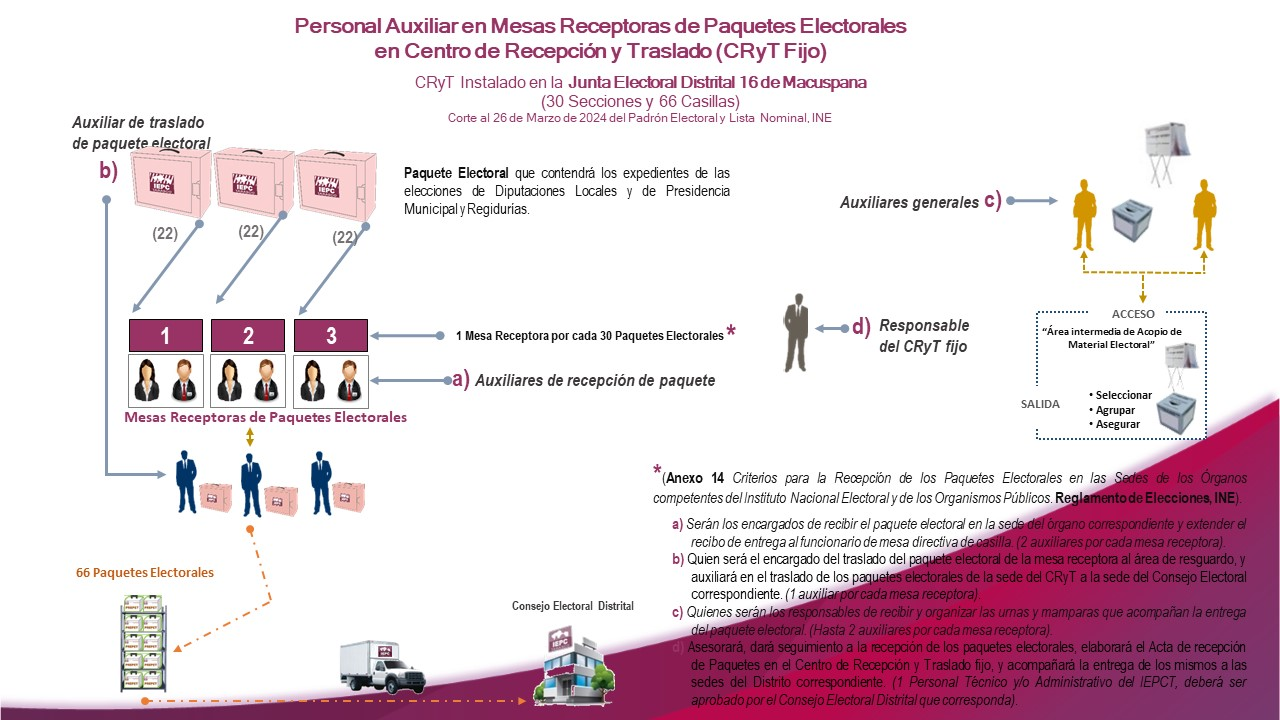 Personal Auxiliar en Mesas Receptoras de Paquetes Electorales
en Centro de Recepción y Traslado (CRyT Fijo)
CRyT Instalado en la Junta Electoral Distrital 16 de Macuspana
(30 Secciones y 66 Casillas)
Corte al 26 de Marzo de 2024 del Padrón Electoral y Lista Nominal, INE
Auxiliar de traslado
de paquete electoral
b)
IEPC
IEPC
IEPC
(22)
(22)
(22)
Paquete Electoral que contendrá los expedientes de las
elecciones de Diputaciones Locales y de Presidencia
Municipal y Regidurias.
Auxiliares generales c)
1
2
3
1 Mesa Receptora por cada 30 Paquetes Electorales *
a) Auxiliares de recepción de paquete
Mesas Receptoras de Paquetes Electorales
d) Responsable
del CRyT fijo
ACCESO
“Área intermedia de Acopio de
Material Electoral”
SALIDA
• Seleccionar
• Agrupar
• Asegurar
66 Paquetes Electorales
Consejo Electoral Distrital
IEPC
*(Anexo 14 Criterios para la Recepción de los Paquetes Electorales en las Sedes de los Órganos
competentes del Instituto Nacional Electoral y de los Organismos Públicos. Reglamento de Elecciones, INE).
a) Serán los encargados de recibir el paquete electoral en la sede del órgano correspondiente y extender el
recibo de entrega al funcionario de mesa directiva de casilla. (2 auxiliares por cada mesa receptora).
b) Quien será el encargado del traslado del paquete electoral de la mesa receptora al área de resguardo, y
auxiliará en el traslado de los paquetes electorales de la sede del CRyT a la sede del Consejo Electoral
correspondiente. (1 auxiliar por cada mesa receptora).
c) Quienes serán los responsables de recibir y organizar las urnas y mamparas que acompañan la entrega
del paquete electoral. (Hasta 2 auxiliares por cada mesa receptora).
d) Asesorará, dará seguimiento a la recepción de los paquetes electorales, elaborará el Acta de recepción
de Paquetes en el Centro de Recepción y Traslado fijo, y acompañará la entrega de los mismos a las
sedes del Distrito correspondiente. (1 Personal Técnico y/o Administrativo del IEPCT, deberá ser
aprobado por el Consejo Electoral Distrital que corresponda).